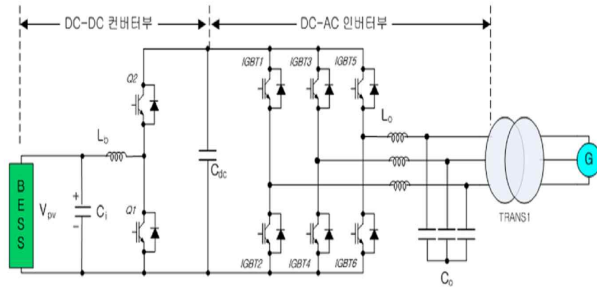 DC-DC 컨버터부
DC-AC 인버터부
Q2
IGBT1
IGBT3
IGBT5
Lb
Lo
BESS
Vpv
+
Ci
-
Q1
Cdc
G
TRANS1
IGBT2
IGBT4
IGBT6
Co